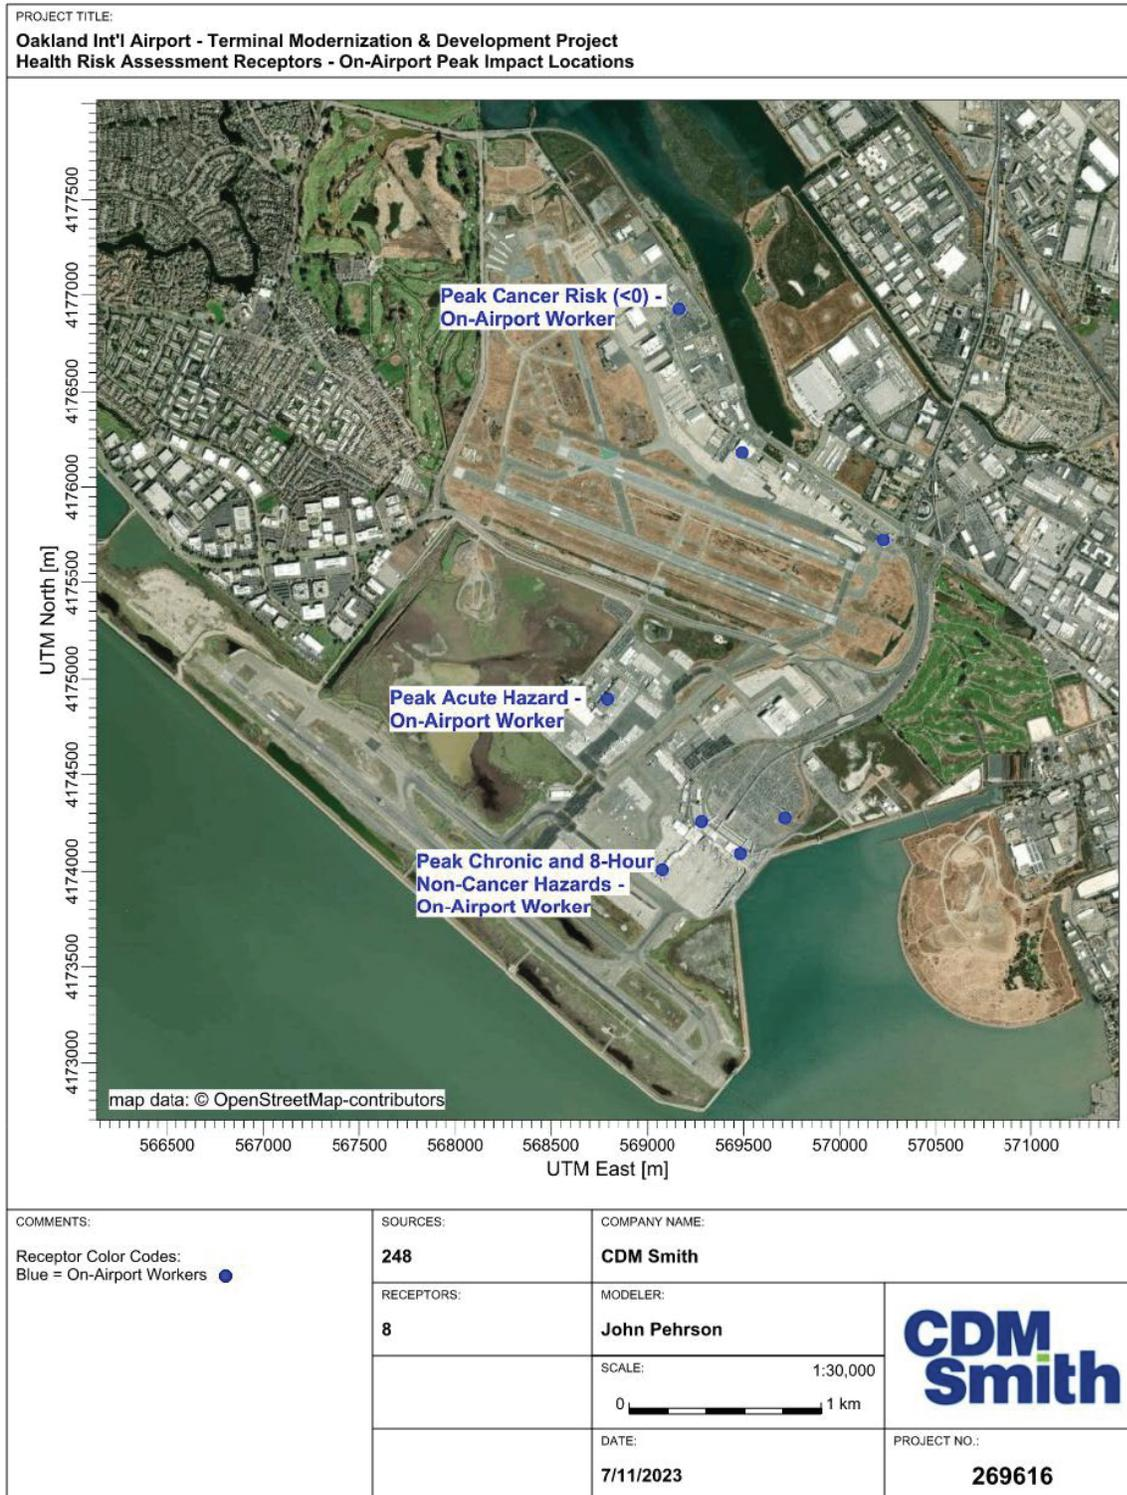 PROJECT TITLE:
Oakland Int'l Airport - Terminal Modernization & Development Project
Health Risk Assessment Receptors - On-Airport Peak Impact Locations
UTM North [m]
4177500
4177000
4176500
4176000
4175500
4175000
4174500
4174000
4173500
4173000
Peak Cancer Risk (<0) -
On-Airport Worker
Peak Acute Hazard -
On-Airport Worker
Peak Chronic and 8-Hour
Non-Cancer Hazards -
On-Airport Worker
map data: © OpenStreetMap-contributors
566500 567000 567500 568000 568500 569000 569500 570000 570500 571000
UTM East [m]
COMMENTS:
Receptor Color Codes:
Blue = On-Airport Workers
SOURCES:
248
COMPANY NAME:
CDM Smith
RECEPTORS:
8
MODELER:
John Pehrson
SCALE: 1:30,000
0 1 km
DATE:
7/11/2023
CDM
Smith
PROJECT NO.:
269616